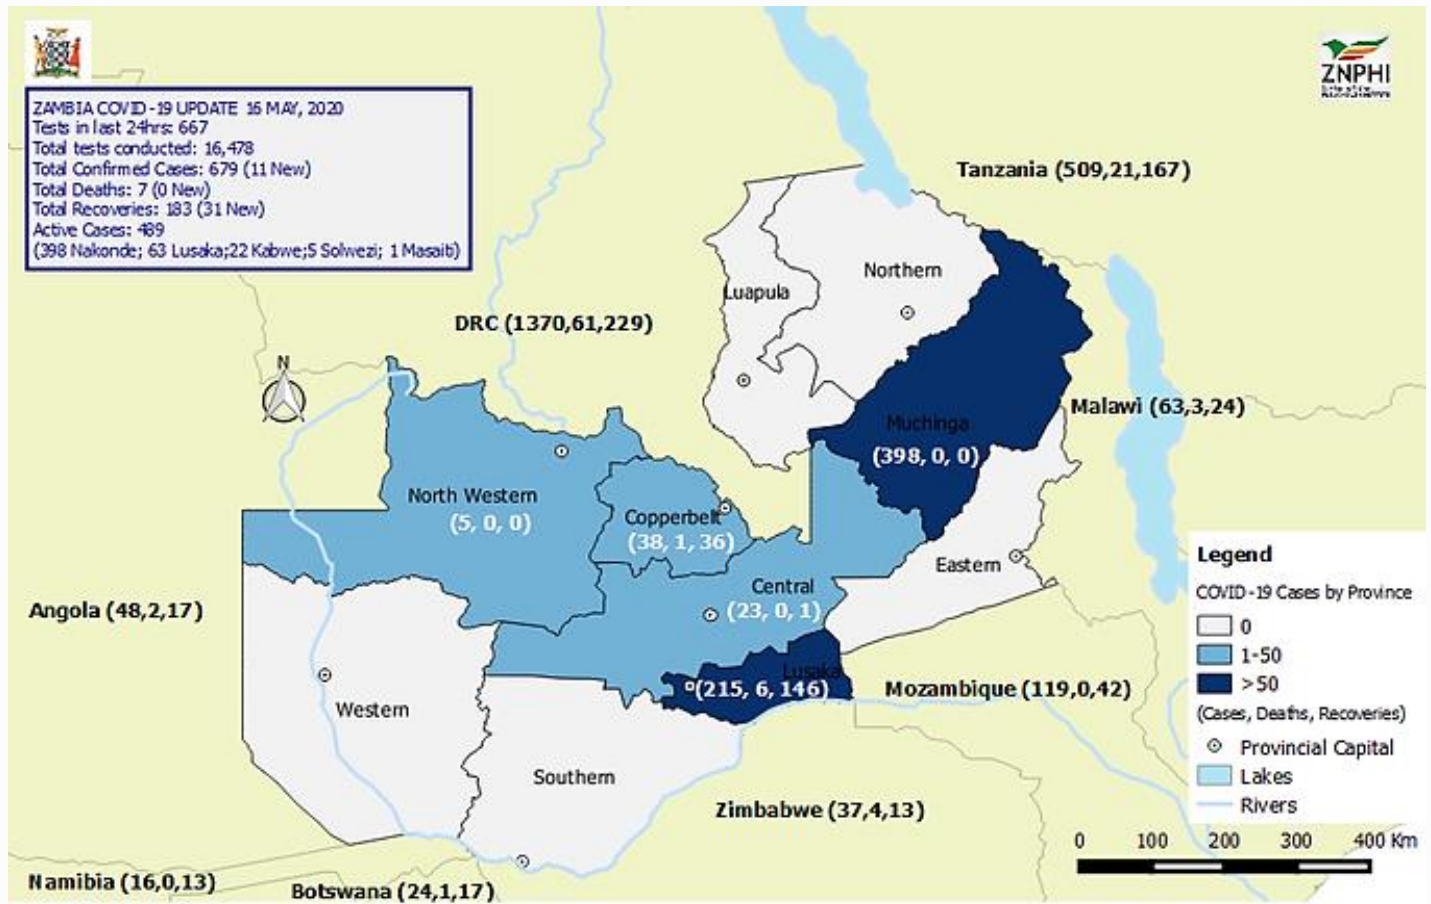 ZNPHI
ZAMBIA COVID-19 UPDATE 16 MAY, 2020
Tests in last 24hrs: 667
Total tests conducted: 16,478
Total Confirmed Cases: 679 (11 New)
Total Deaths: 7 (0 New)
Total Recoveries: 183 (31 New)
Active Cases: 489
(398 Nakonde; 63 Lusaka;22 Kabwe;5 Solwezi; 1 Masaiti)
Tanzania (509,21,167)
Northern
Luapula
DRC (1370,61,229)
N
Malawi (63,3,24)
Muchinga
(398, 0, 0)
North Western
(5, 0, 0)
Copperbelt
(38, 1, 36)
Eastern
Central
(23, 0, 1)
Angola (48,2,17)
Lusaka
(215, 6, 146)
Mozambique (119,0,42)
Western
Southern
Zimbabwe (37,4,13)
Namibia (16,0,13)
Botswana (24,1,17)
Legend
COVID-19 Cases by Province
0
1-50
>50
(Cases, Deaths, Recoveries)
Provincial Capital
Lakes
Rivers
0 100 200 300 400 Km